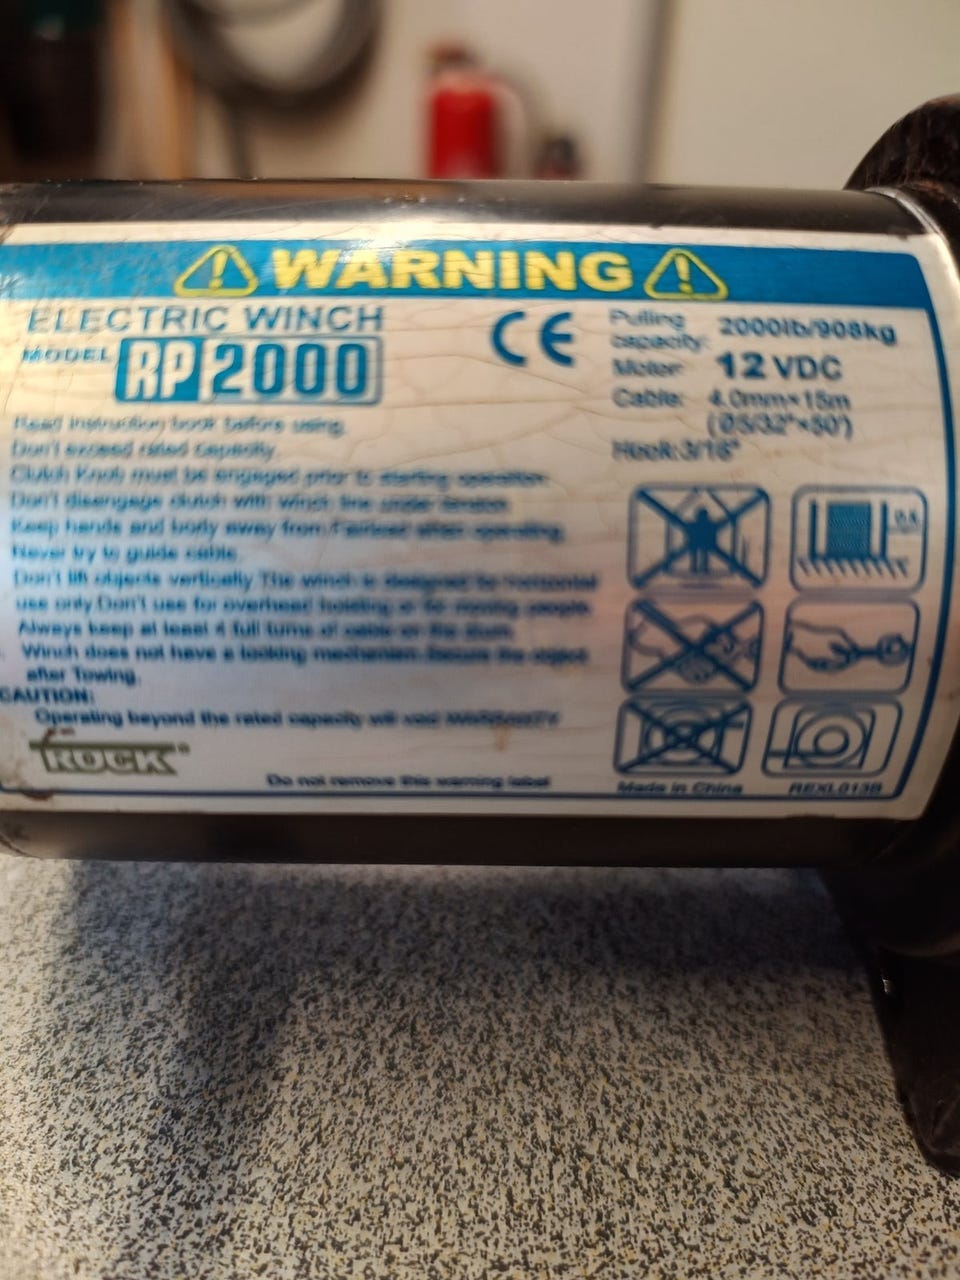 WARNING
ELECTRIC WINCH
MODEL RP 2000
CE
Pulling
capacity: 2000lb/908kg
Motor: 12 VDC
Cable: 4.0mm×15m
(Ø5/32"×50')
Hook:3/16"
Read instruction book before using.
Don't exceed rated capacity.
Clutch Knob must be engaged prior to starting operation.
Don't disengage clutch with winch line under tension.
Keep hands and body away from Fairlead when operating.
Never try to guide cable.
Don't lift objects vertically. The winch is designed for horizontal
use only. Don't use for overhead hoisting or for moving people.
Always keep at least 4 full turns of cable on the drum.
Winch does not have a locking mechanism. Secure the object
after Towing.
CAUTION:
Operating beyond the rated capacity will void WARRANTY
T-ROCK®
Do not remove this warning label
Made in China
REXL013B